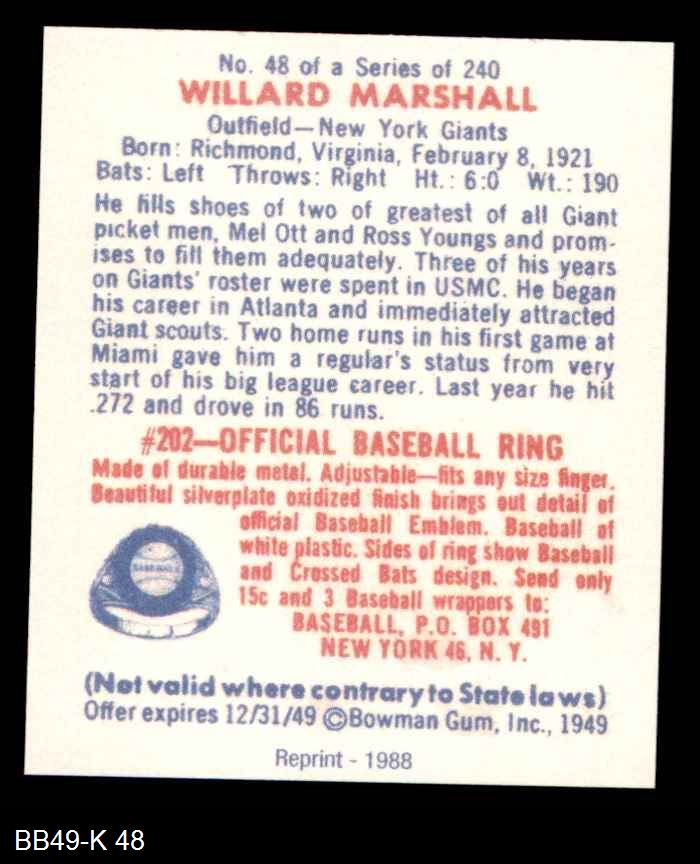 No. 48 of a Series of 240
WILLARD MARSHALL
Outfield—New York Giants
Born: Richmond, Virginia, February 8, 1921
Bats: Left Throws: Right Ht.: 6:0 Wt.: 190
He fills shoes of two of greatest of all Giant
picket men, Mel Ott and Ross Youngs and prom-
ises to fill them adequately. Three of his years
on Giants' roster were spent in USMC. He began
his career in Atlanta and immediately attracted
Giant scouts. Two home runs in his first game at
Miami gave him a regular's status from very
start of his big league career. Last year he hit
.272 and drove in 86 runs.
#202—OFFICIAL BASEBALL RING
Made of durable metal. Adjustable—fits any size finger.
Beautiful silverplate oxidized finish brings out detail of
official Baseball Emblem. Baseball of
white plastic. Sides of ring show Baseball
and Crossed Bats design. Send only
15c and 3 Baseball wrappers to:
BASEBALL, P.O. BOX 491
NEW YORK 46, N. Y.
BASEBALL
(Not valid where contrary to State laws)
Offer expires 12/31/49 ©Bowman Gum, Inc., 1949
Reprint - 1988
BB49-K 48